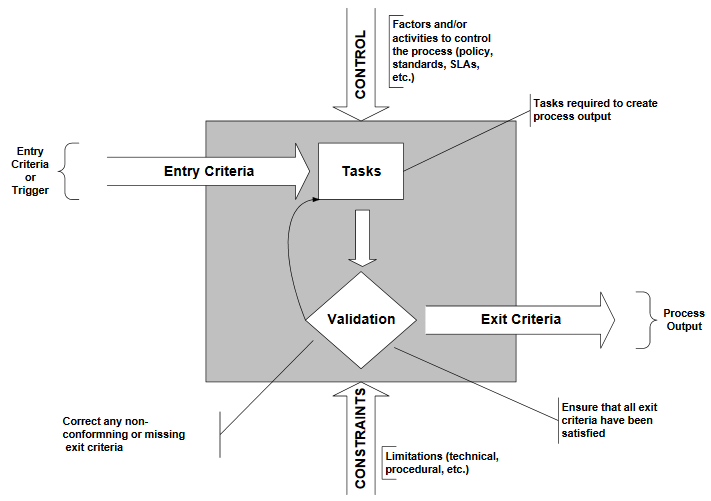 CONTROL
Factors and/or
activities to control
the process (policy,
standards, SLAs,
etc.)
Tasks required to create
process output
Entry
Criteria
or
Trigger
Entry Criteria
Tasks
Validation
Exit Criteria
Process
Output
Correct any non-
conformning or missing
exit criteria
CONSTRAINTS
Limitations (technical,
procedural, etc.)
Ensure that all exit
criteria have been
satisfied